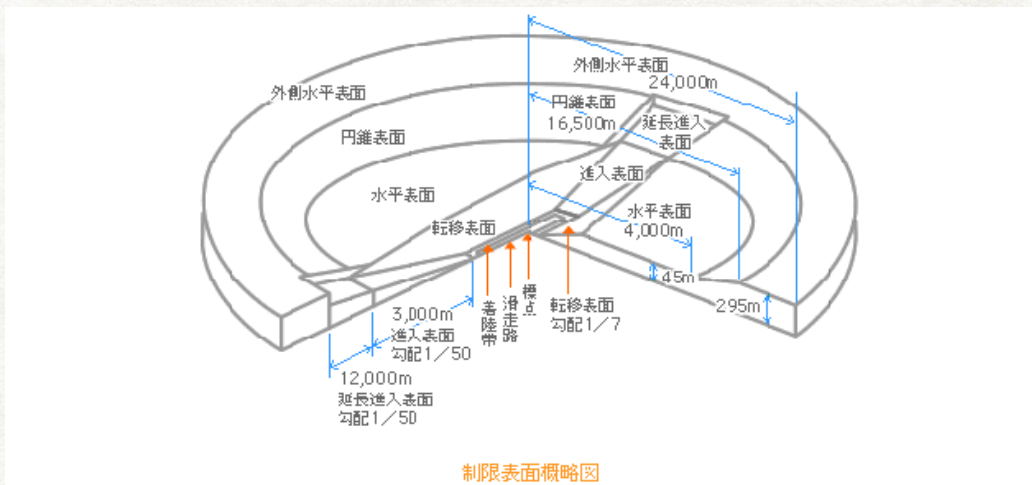 外側水平表面
24,000m
外側水平表面
円錐表面
16,500m
延長進入
表面
円錐表面
進入表面
水平表面
水平表面
4,000m
転移表面
45m
295m
3,000m
進入表面
勾配1/50
着陸帯
滑走路
標点
転移表面
勾配1/7
12,000m
延長進入表面
勾配1/50
制限表面概略図